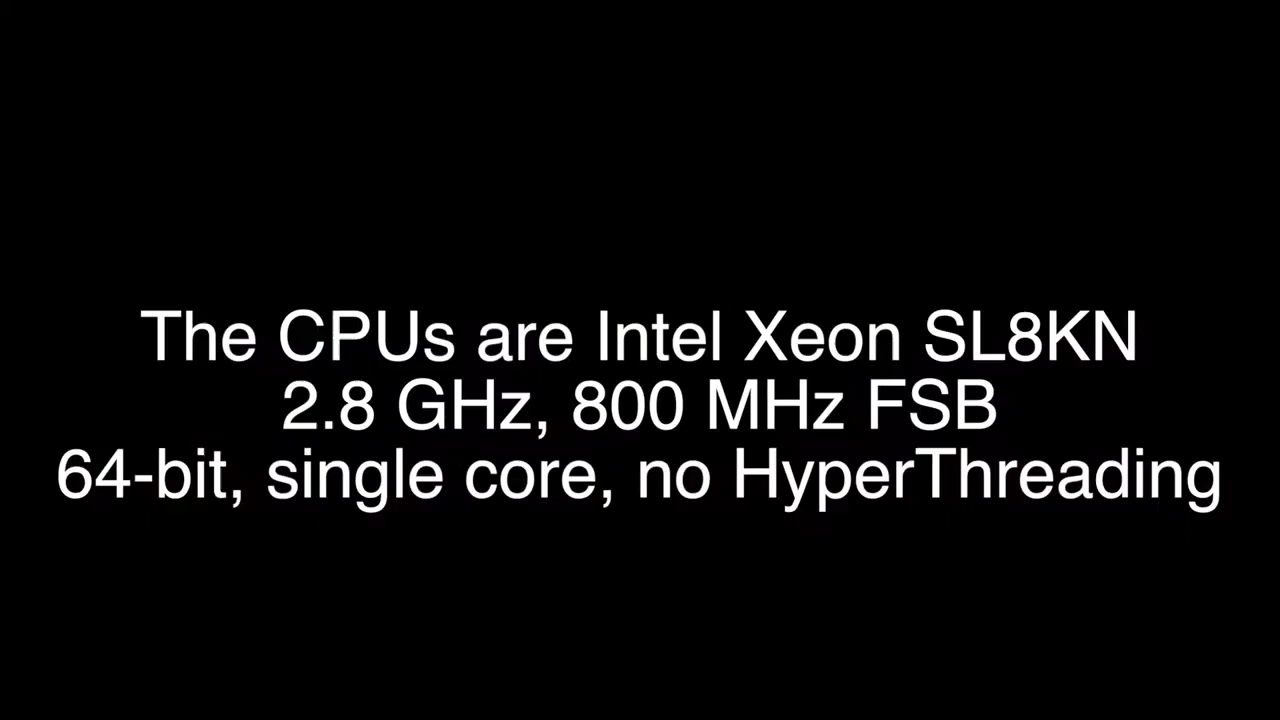 The CPUs are Intel Xeon SL8KN
2.8 GHz, 800 MHz FSB
64-bit, single core, no HyperThreading